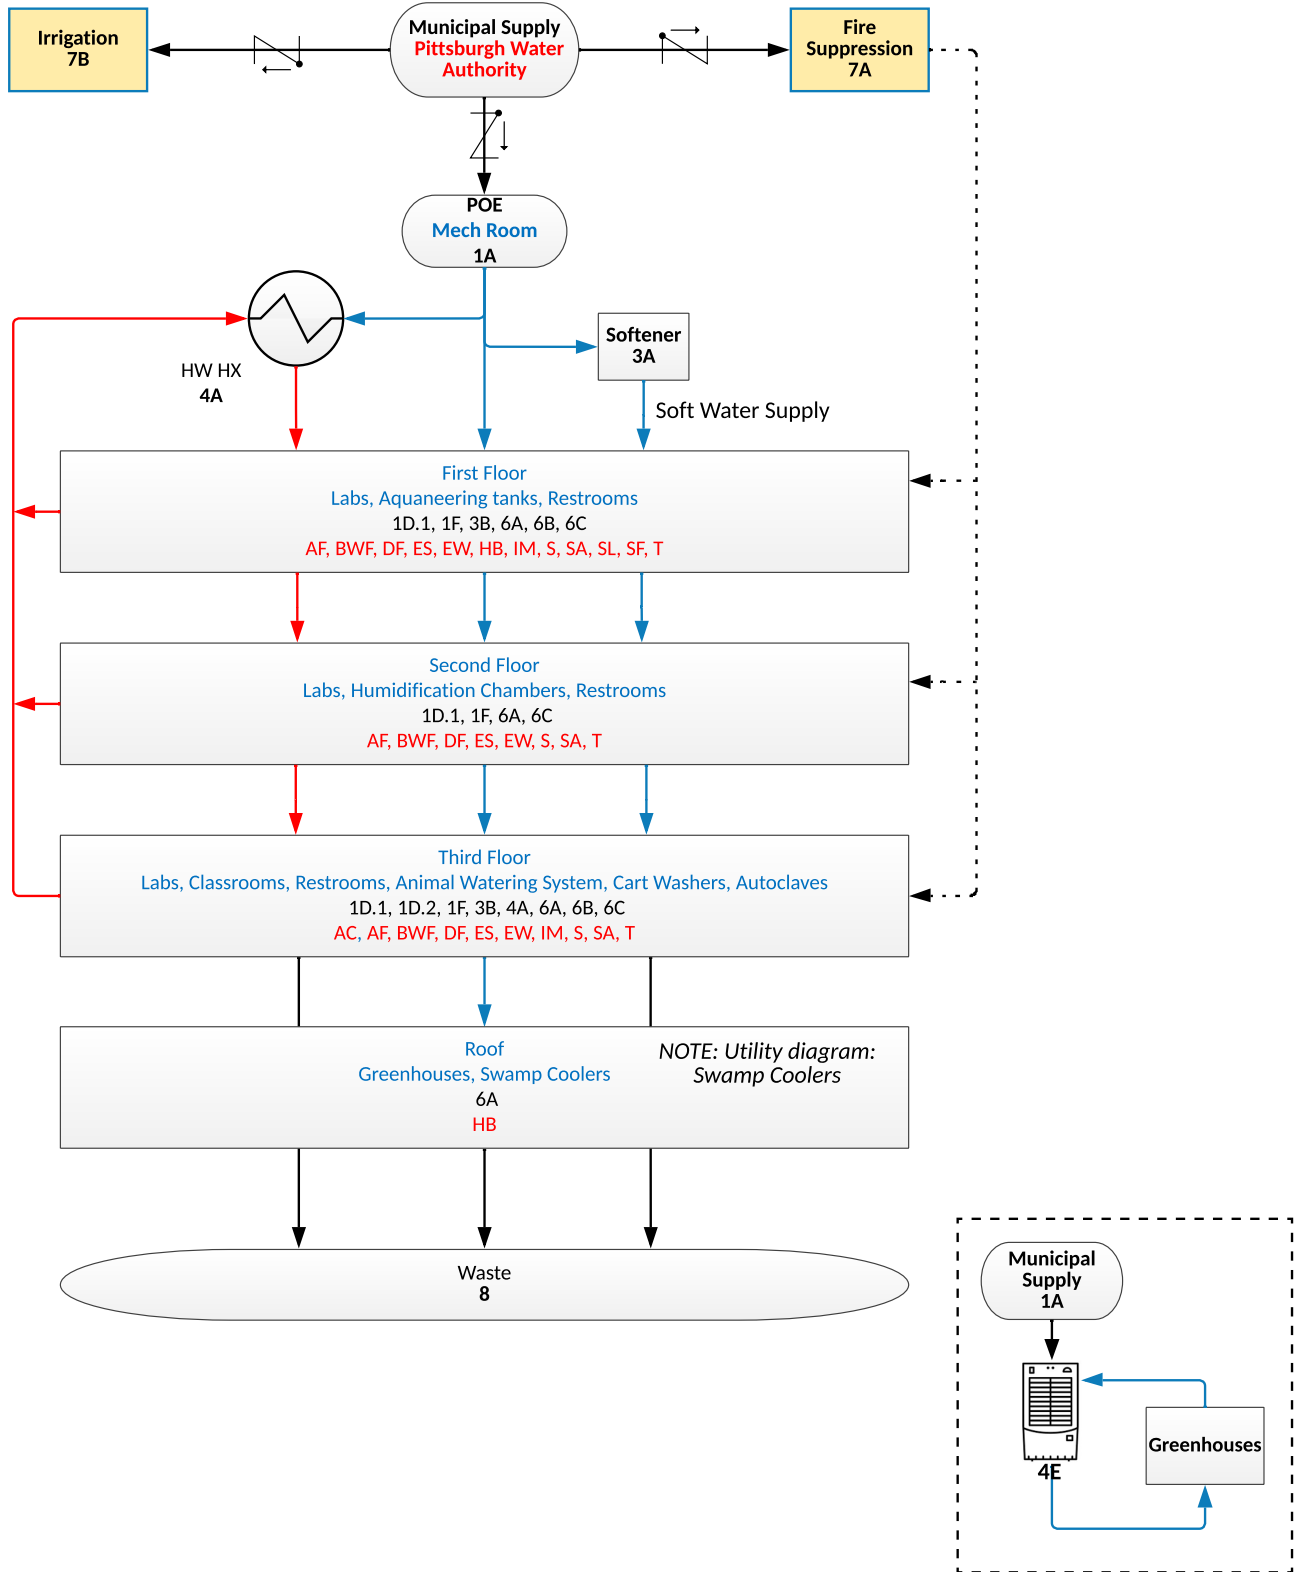 Irrigation
7B
Municipal Supply
Pittsburgh Water
Authority
Fire
Suppression
7A
POE
Mech Room
1A
HW HX
4A
Softener
3A
Soft Water Supply
First Floor
Labs, Aquaneering tanks, Restrooms
1D.1, 1F, 3B, 6A, 6B, 6C
AF, BWF, DF, ES, EW, HB, IM, S, SA, SL, SF, T
Second Floor
Labs, Humidification Chambers, Restrooms
1D.1, 1F, 6A, 6C
AF, BWF, DF, ES, EW, S, SA, T
Third Floor
Labs, Classrooms, Restrooms, Animal Watering System, Cart Washers, Autoclaves
1D.1, 1D.2, 1F, 3B, 4A, 6A, 6B, 6C
AC, AF, BWF, DF, ES, EW, IM, S, SA, T
Roof
Greenhouses, Swamp Coolers
6A
HB
NOTE: Utility diagram:
Swamp Coolers
Waste
8
Municipal
Supply
1A
4E
Greenhouses